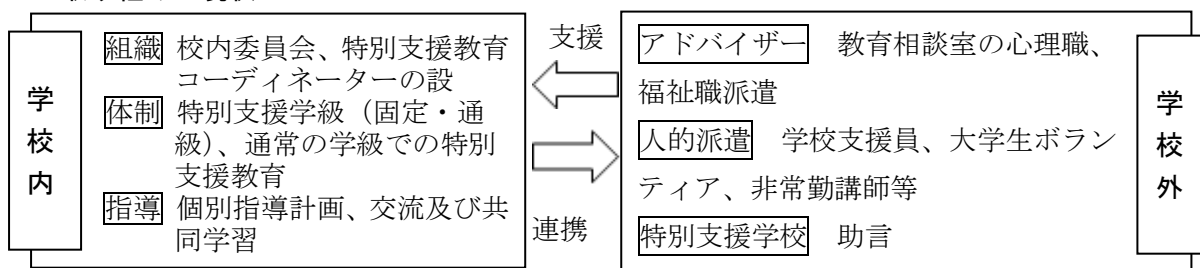 学校内
組織 校内委員会、特別支援教育
コーディネーターの設
体制 特別支援学級（固定・通
級）、通常の学級での特別
支援教育
指導 個別指導計画、交流及び共
同学習
支援
連携
アドバイザー 教育相談室の心理職、
福祉職派遣
人的派遣 学校支援員、大学生ボラン
ティア、非常勤講師等
特別支援学校 助言
学校外